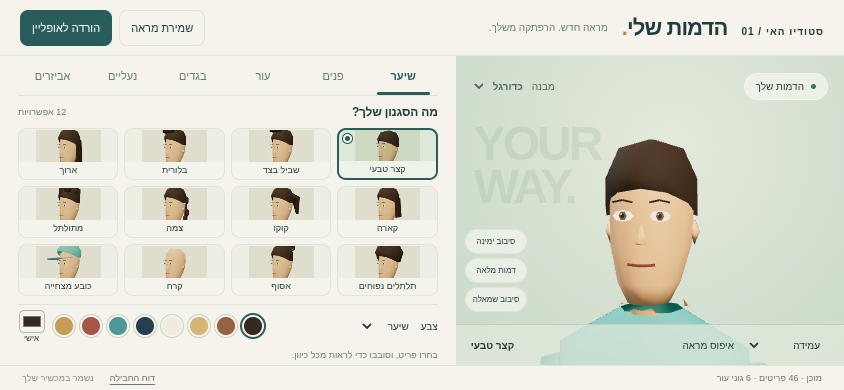 סטודיו האי / 01
הדמות שלי.
מראה חדש. הרפתקה משלך.
שמירת מראה
הורדה לאופליין
הדמות שלך
מבנה כדורגל
YOUR
WAY.
סיבוב ימינה
דמות מלאה
סיבוב שמאלה
עמידה
איפוס מראה
קצר טבעי
שיער
פנים
עור
בגדים
נעליים
אביזרים
מה הסגנון שלך?
12 אפשרויות
קצר טבעי
שביל בצד
בלורית
ארוך
קארה
קוקו
צמה
מתולתל
תלתלים נפוחים
אסוף
קרח
כובע מצחייה
צבע שיער
אישי
בחרו פריט, וסובבו כדי לראות מכל כיוון.
מוכן · 46 פריטים · 6 גוני עור
דוח החבילה
נשמר במכשיר שלך